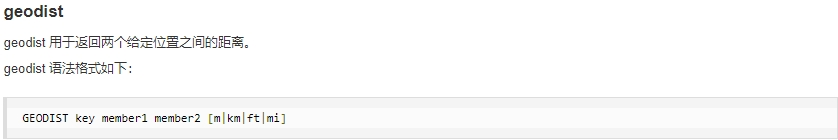 geodist
geodist 用于返回两个给定位置之间的距离。
geodist 语法格式如下：
GEODIST key member1 member2 [m|km|ft|mi]